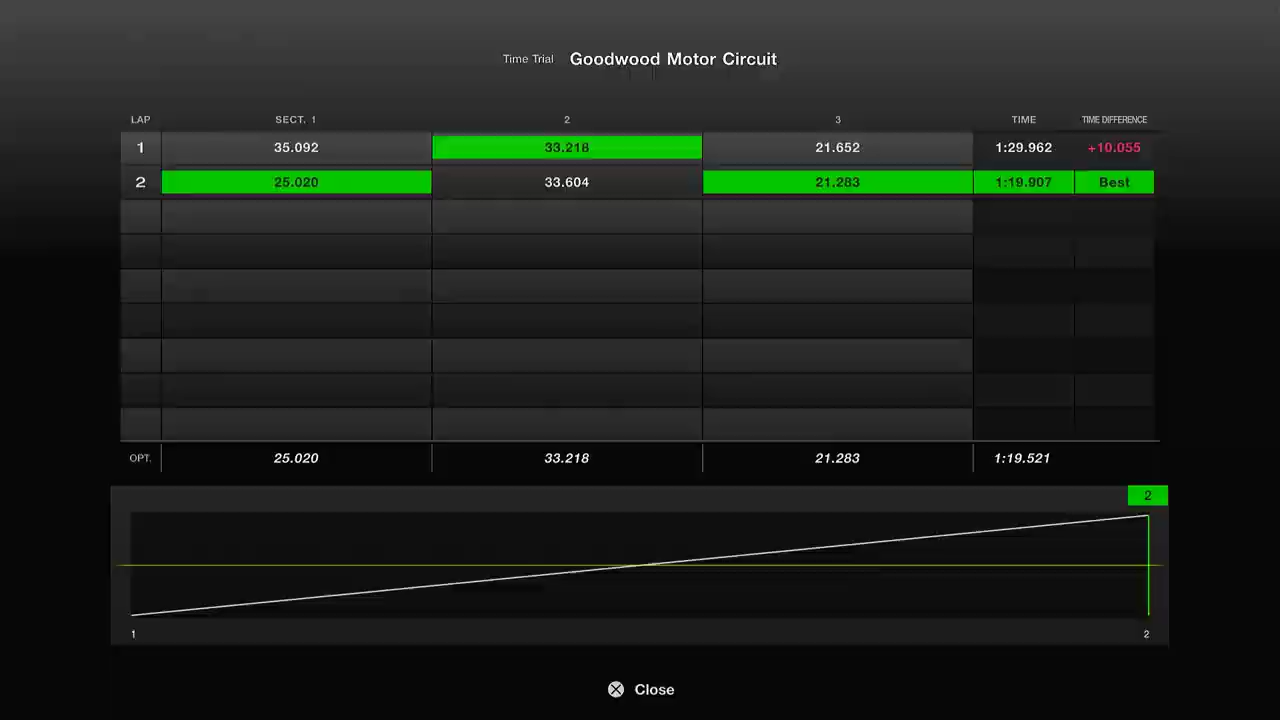 Time Trial Goodwood Motor Circuit
LAP SECT. 1 2 3 TIME TIME DIFFERENCE
1 35.092 33.218 21.652 1:29.962 +10.055
2 25.020 33.604 21.283 1:19.907 Best
OPT. 25.020 33.218 21.283 1:19.521
2
1 2
Close